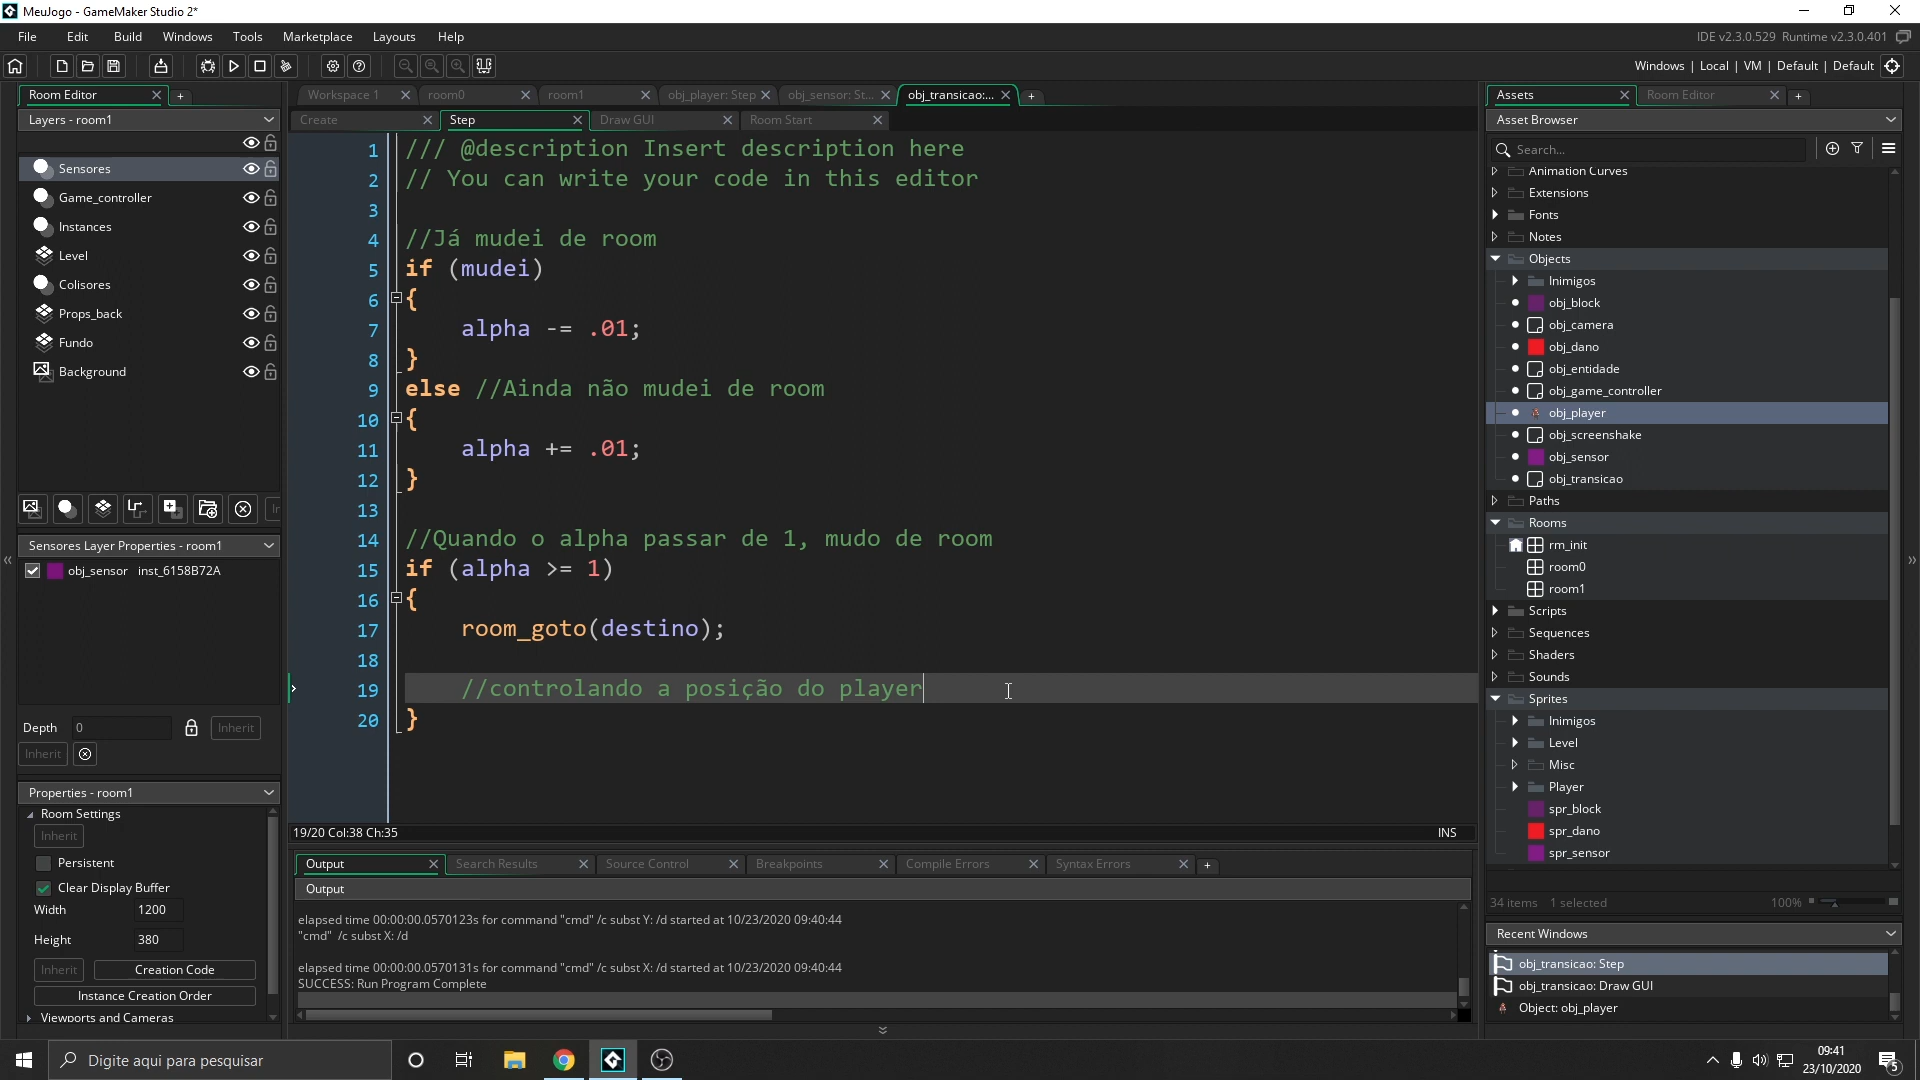 MeuJogo - GameMaker Studio 2*
File Edit Build Windows Tools Marketplace Layouts Help
IDE v2.3.0.529 Runtime v2.3.0.401
Windows | Local | VM | Default | Default
Room Editor
Layers - room1
Sensores
Game_controller
Instances
Level
Colisores
Props_back
Fundo
Background
Sensores Layer Properties - room1
obj_sensor inst_6158B72A
Depth 0 Inherit
Inherit
Properties - room1
Room Settings
Inherit
Persistent
Clear Display Buffer
Width 1200
Height 380
Inherit Creation Code
Instance Creation Order
Viewports and Cameras
Workspace 1 room0 room1 obj_player: Step obj_sensor: St... obj_transicao:...
Create Step Draw GUI Room Start
1 /// @description Insert description here
2 // You can write your code in this editor
3
4 //Já mudei de room
5 if (mudei)
6 {
7 alpha -= .01;
8 }
9 else //Ainda não mudei de room
10 {
11 alpha += .01;
12 }
13
14 //Quando o alpha passar de 1, mudo de room
15 if (alpha >= 1)
16 {
17 room_goto(destino);
18
19 //controlando a posição do player
20 }
19/20 Col:38 Ch:35 INS
Output Search Results Source Control Breakpoints Compile Errors Syntax Errors
Output
elapsed time 00:00:00.0570123s for command "cmd" /c subst Y: /d started at 10/23/2020 09:40:44
"cmd" /c subst X: /d
elapsed time 00:00:00.0570131s for command "cmd" /c subst X: /d started at 10/23/2020 09:40:44
SUCCESS: Run Program Complete
Assets Room Editor
Asset Browser
Search...
Animation Curves
Extensions
Fonts
Notes
Objects
Inimigos
obj_block
obj_camera
obj_dano
obj_entidade
obj_game_controller
obj_player
obj_screenshake
obj_sensor
obj_transicao
Paths
Rooms
rm_init
room0
room1
Scripts
Sequences
Shaders
Sounds
Sprites
Inimigos
Level
Misc
Player
spr_block
spr_dano
spr_sensor
34 items 1 selected 100%
Recent Windows
obj_transicao: Step
obj_transicao: Draw GUI
Object: obj_player
Digite aqui para pesquisar
09:41
23/10/2020
5